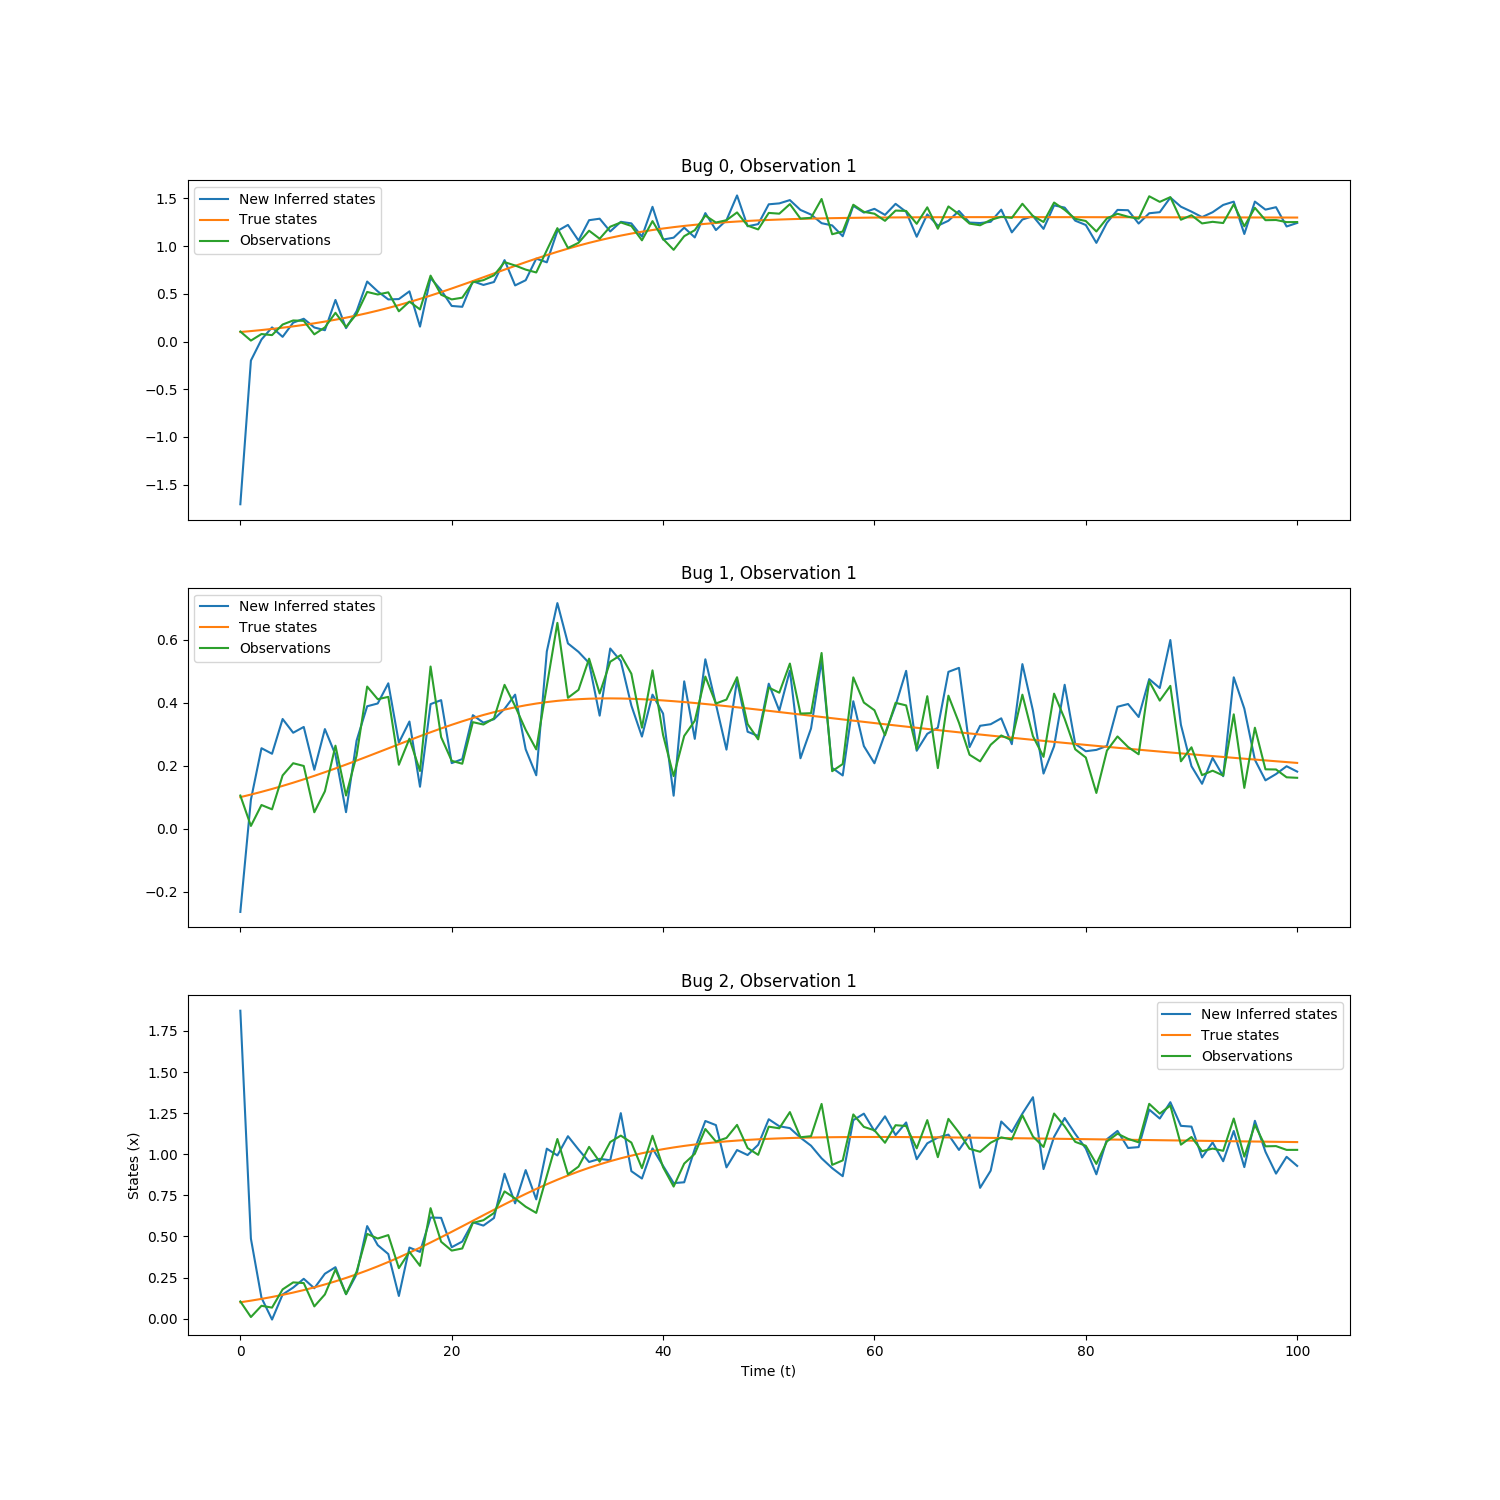 Bug 0, Observation 1
New Inferred states
True states
Observations
1.5
1.0
0.5
0.0
−0.5
−1.0
−1.5
Bug 1, Observation 1
New Inferred states
True states
Observations
0.6
0.4
0.2
0.0
−0.2
Bug 2, Observation 1
New Inferred states
True states
Observations
1.75
1.50
1.25
1.00
0.75
0.50
0.25
0.00
States (x)
0 20 40 60 80 100
Time (t)